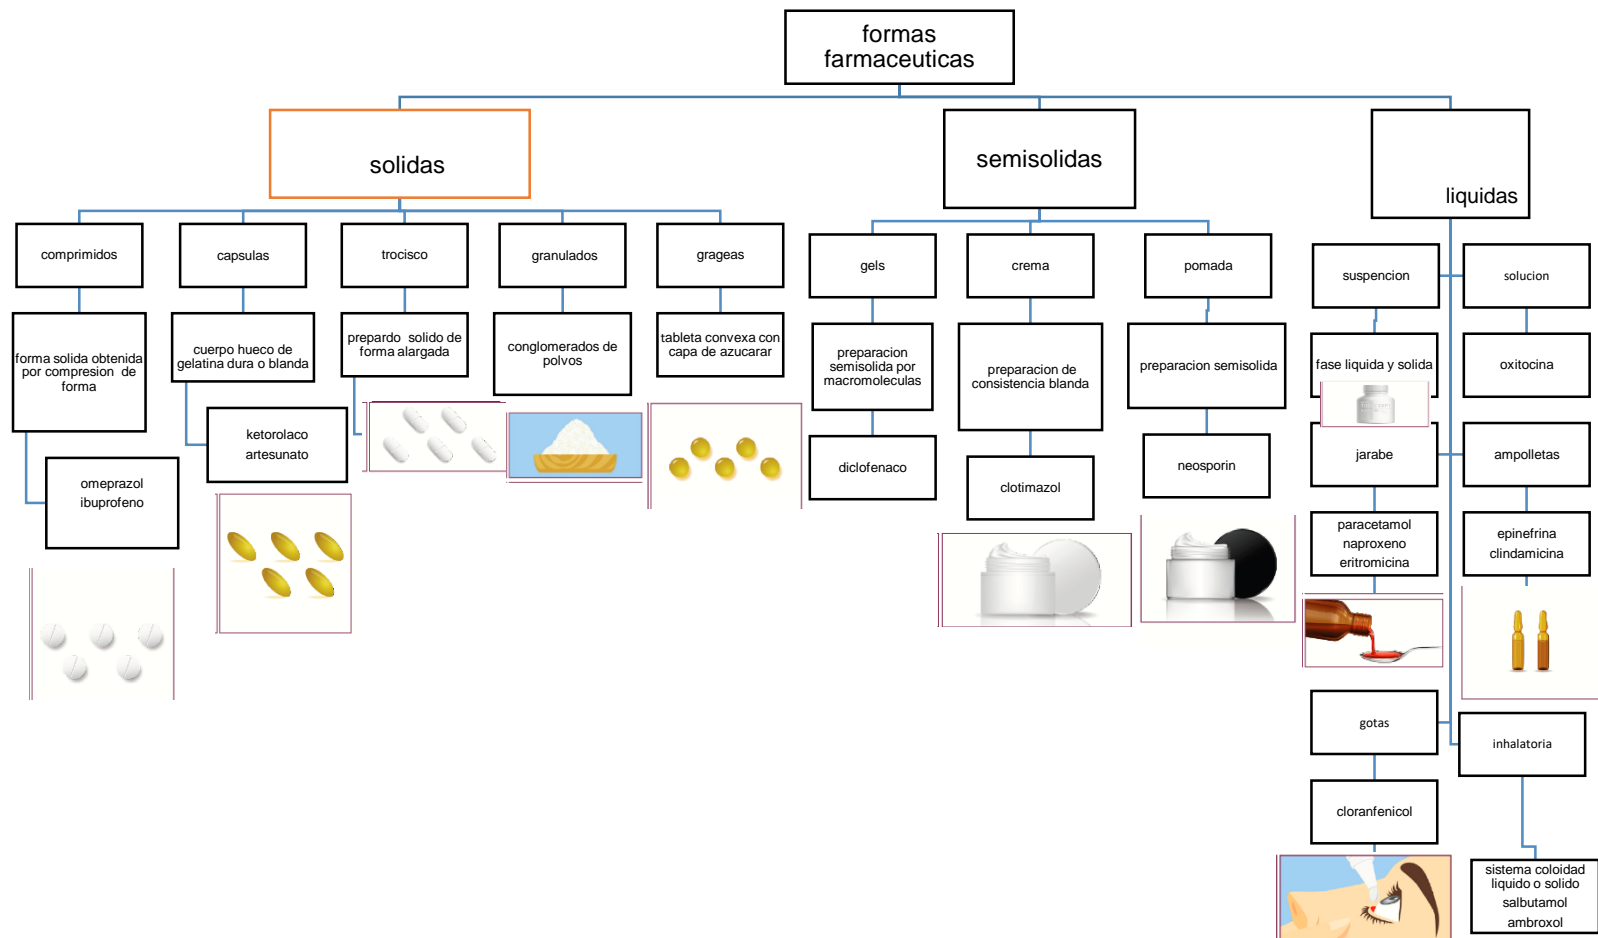 formas
farmaceuticas
solidas
semisolidas
liquidas
comprimidos
capsulas
trocisco
granulados
grageas
gels
crema
pomada
suspencion
solucion
forma solida obtenida
por compresion de
forma
cuerpo hueco de
gelatina dura o blanda
prepardo solido de
forma alargada
conglomerados de
polvos
tableta convexa con
capa de azucarar
preparacion
semisolida por
macromoleculas
preparacion de
consistencia blanda
preparacion semisolida
fase liquida y solida
oxitocina
omeprazol
ibuprofeno
ketorolaco
artesunato
diclofenaco
clotimazol
neosporin
jarabe
ampolletas
paracetamol
naproxeno
eritromicina
epinefrina
clindamicina
gotas
inhalatoria
cloranfenicol
sistema coloidad
liquido o solido
salbutamol
ambroxol